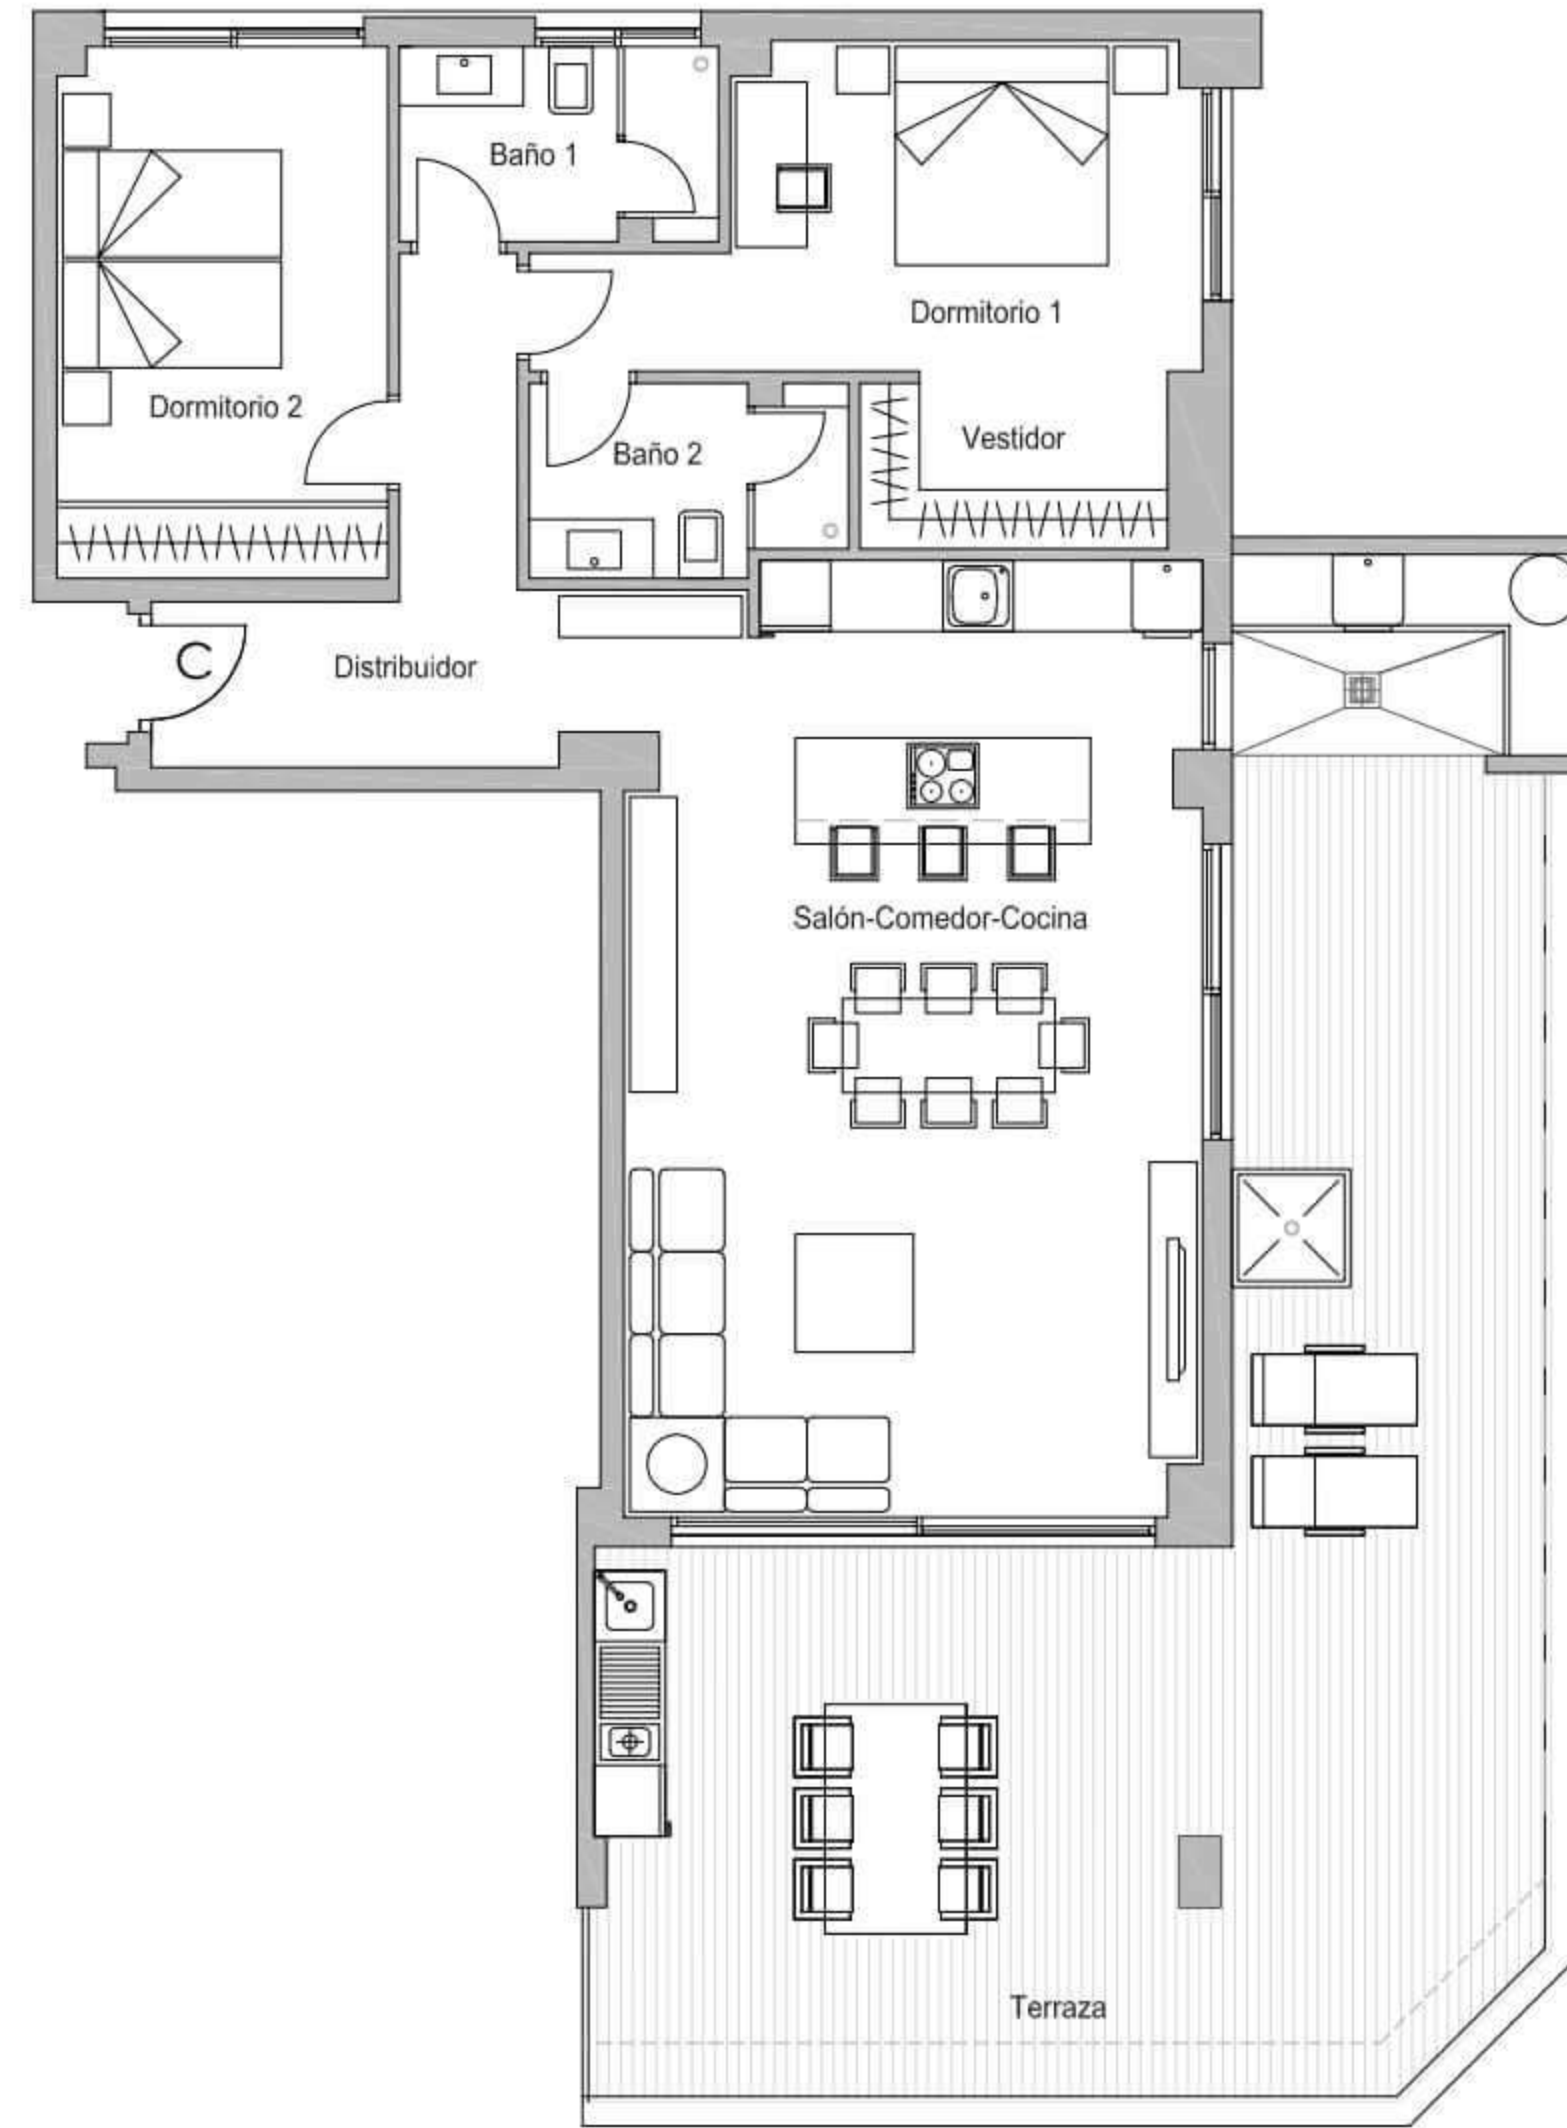 Baño 1
Dormitorio 1
Dormitorio 2
Vestidor
Baño 2
C
Distribuidor
Salón-Comedor-Cocina
Terraza